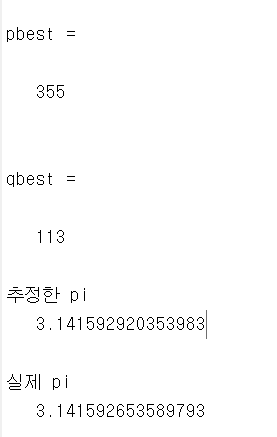 pbest =
355
qbest =
113
추정한 pi
3.141592920353983
실제 pi
3.141592653589793